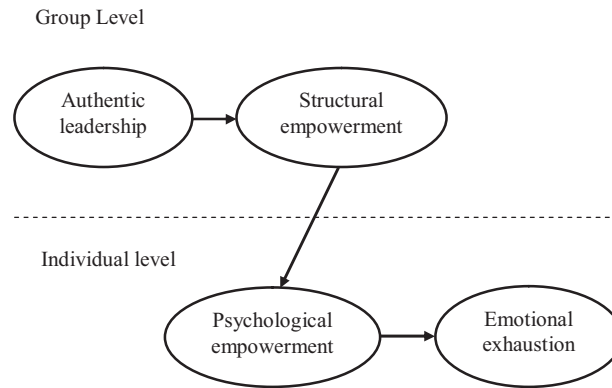 Group Level
Authentic
leadership
Structural
empowerment
Individual level
Psychological
empowerment
Emotional
exhaustion